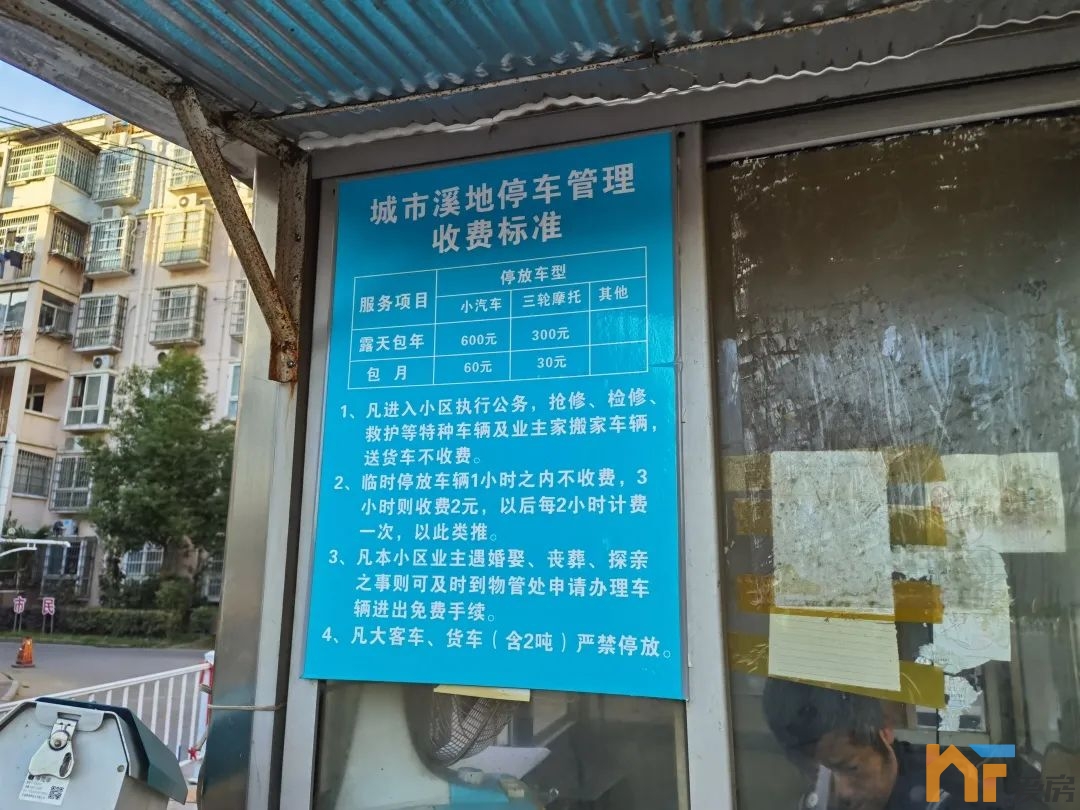 城市溪地停车管理
收费标准
服务项目
停放车型
小汽车 三轮摩托 其他
露天包年 600元 300元
包月 60元 30元
1、凡进入小区执行公务，抢修、检修、
救护等特种车辆及业主家搬家车辆，
送货车不收费。
2、临时停放车辆1小时之内不收费，3
小时则收费2元，以后每2小时计费
一次，以此类推。
3、凡本小区业主遇婚娶、丧葬、探亲
之事则可及时到物管处申请办理车
辆进出免费手续。
4、凡大客车、货车（含2吨）严禁停放。
市民
房